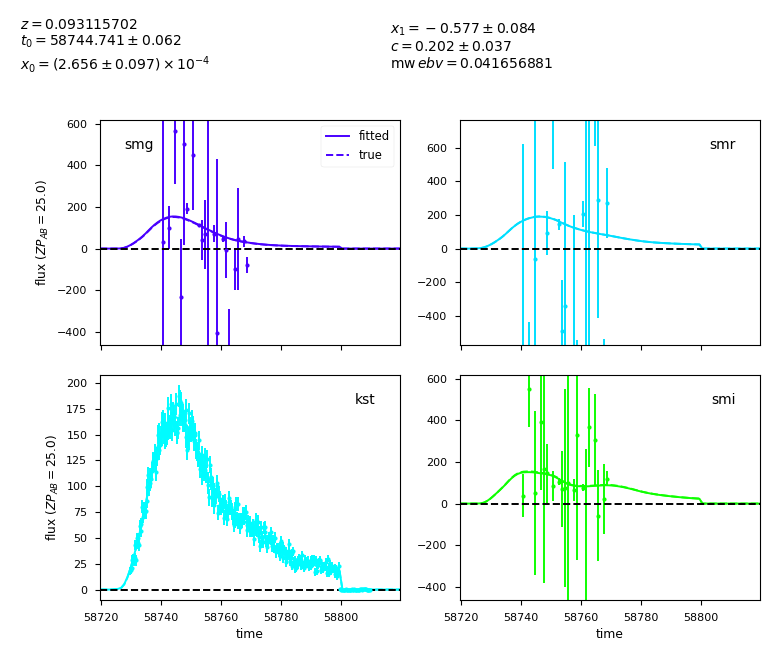 z = 0.093115702
t₀ = 58744.741 ± 0.062
x₀ = (2.656 ± 0.097) × 10⁻⁴
x₁ = −0.577 ± 0.084
c = 0.202 ± 0.037
mw ebv = 0.041656881
smg
fitted
true
600
400
200
0
−200
−400
flux (ZP_AB = 25.0)
smr
600
400
200
0
−200
−400
kst
200
175
150
125
100
75
50
25
0
flux (ZP_AB = 25.0)
58720 58740 58760 58780 58800
time
smi
600
400
200
0
−200
−400
58720 58740 58760 58780 58800
time